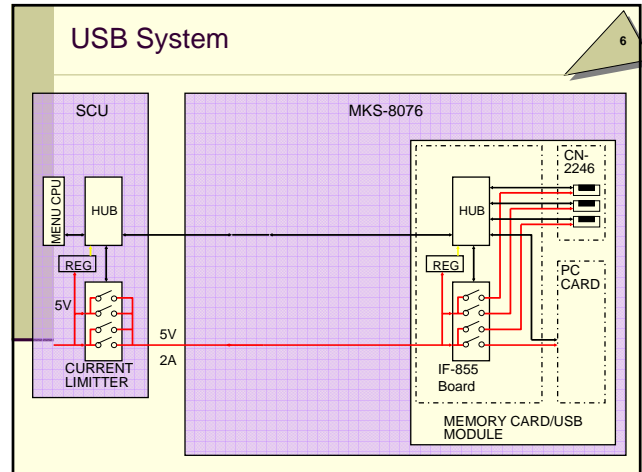 USB System
6
SCU
MKS-8076
MENU CPU
HUB
REG
5V
CURRENT
LIMITTER
5V
2A
HUB
REG
IF-855
Board
CN-
2246
PC
CARD
MEMORY CARD/USB
MODULE